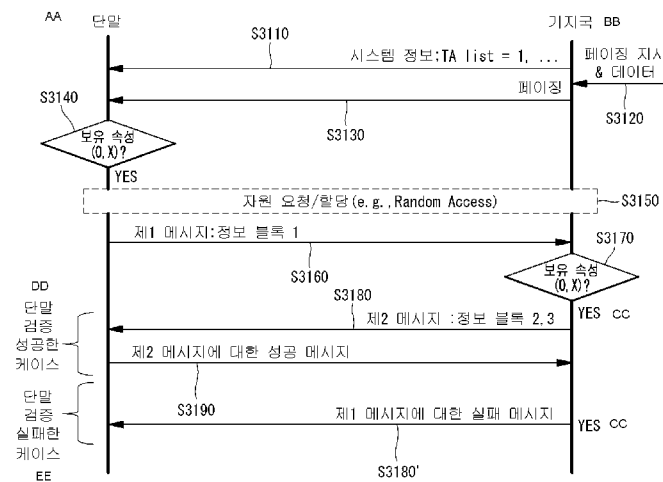 AA 단말 기지국 BB
S3110
시스템 정보;TA list = 1, ...
페이징 지시
& 데이터
페이징
S3120
S3140
S3130
보유 속성
(O,X)?
YES
자원 요청/할당(e.g.,Random Access)
S3150
제1 메시지:정보 블록 1
S3170
S3160
보유 속성
(O,X)?
DD
단말
검증
성공한
케이스
S3180
YES CC
제2 메시지 :정보 블록 2,3
제2 메시지에 대한 성공 메시지
S3190
단말
검증
실패한
케이스
EE
제1 메시지에 대한 실패 메시지
YES CC
S3180'